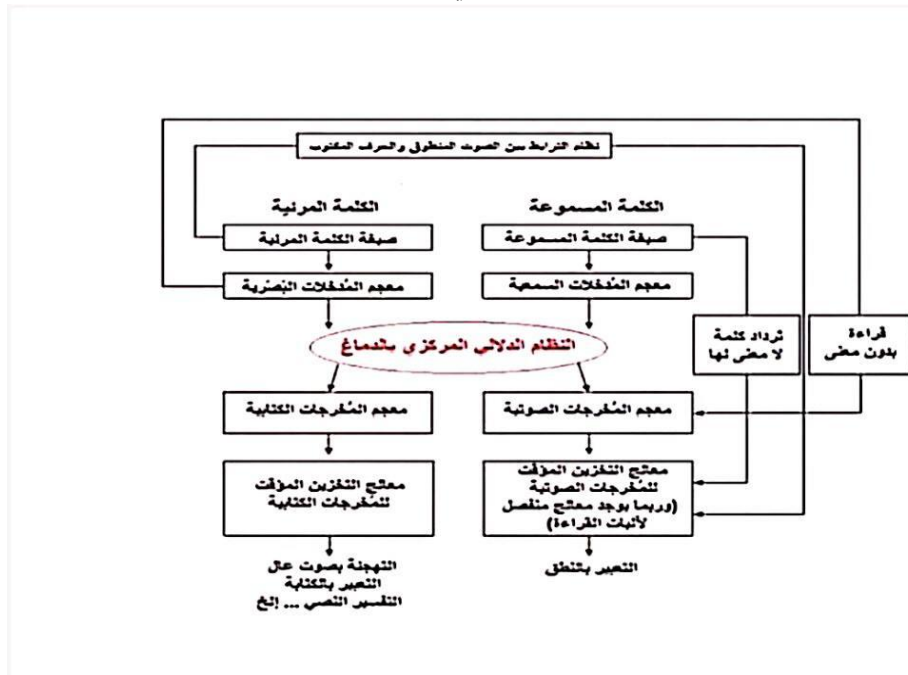 نظام الترابط بين الصوت المنطوق والحرف المكتوب
الكلمة المسموعة
الكلمة المرئية
صيغة الكلمة المسموعة
صيغة الكلمة المرئية
معجم المُدخلات السمعية
معجم المُدخلات البَصَرية
ترداد كلمة
لا معنى لها
قراءة
بدون معنى
النظام الدلالي المركزي بالدماغ
معجم المُخرجات الصوتية
معجم المُخرجات الكتابية
معالج التخزين المؤقت
للمُخرجات الصوتية
(وربما يوجد معالج منفصل
لآليات القراءة)
معالج التخزين المؤقت
للمُخرجات الكتابية
التعبير بالنطق
التهجئة بصوت عال
التعبير بالكتابة
التفسير النصي ... إلخ